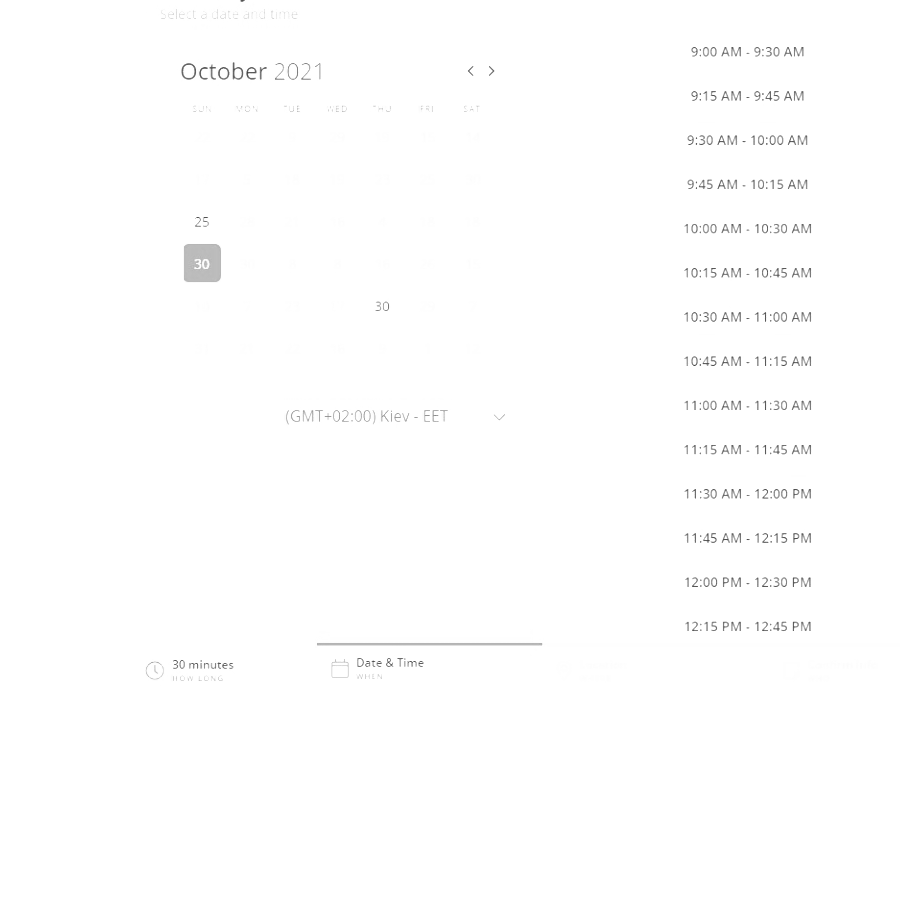 Select a date and time
October 2021
SUN MON TUE WED THU FRI SAT
25
30
30
(GMT+02:00) Kiev - EET
9:00 AM - 9:30 AM
9:15 AM - 9:45 AM
9:30 AM - 10:00 AM
9:45 AM - 10:15 AM
10:00 AM - 10:30 AM
10:15 AM - 10:45 AM
10:30 AM - 11:00 AM
10:45 AM - 11:15 AM
11:00 AM - 11:30 AM
11:15 AM - 11:45 AM
11:30 AM - 12:00 PM
11:45 AM - 12:15 PM
12:00 PM - 12:30 PM
12:15 PM - 12:45 PM
30 minutes
HOW LONG
Date & Time
WHEN